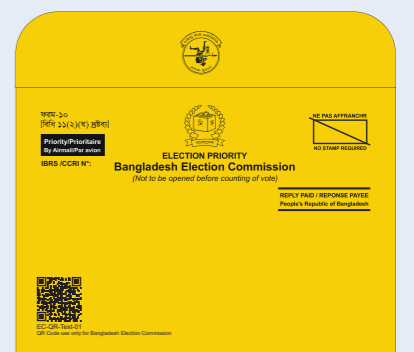 ফরম-১০
[বিধি ১১(২)(ঘ) দ্রষ্টব্য]
Priority/Prioritaire
By Airmail/Par avion
IBRS /CCRI N°:
NE PAS AFFRANCHR
NO STAMP REQUIRED
ELECTION PRIORITY
Bangladesh Election Commission
(Not to be opened before counting of vote)
REPLY PAID / REPONSE PAYEE
People's Republic of Bangladesh
EC-QR-Text-01
QR Code use only for Bangladesh Election Commission